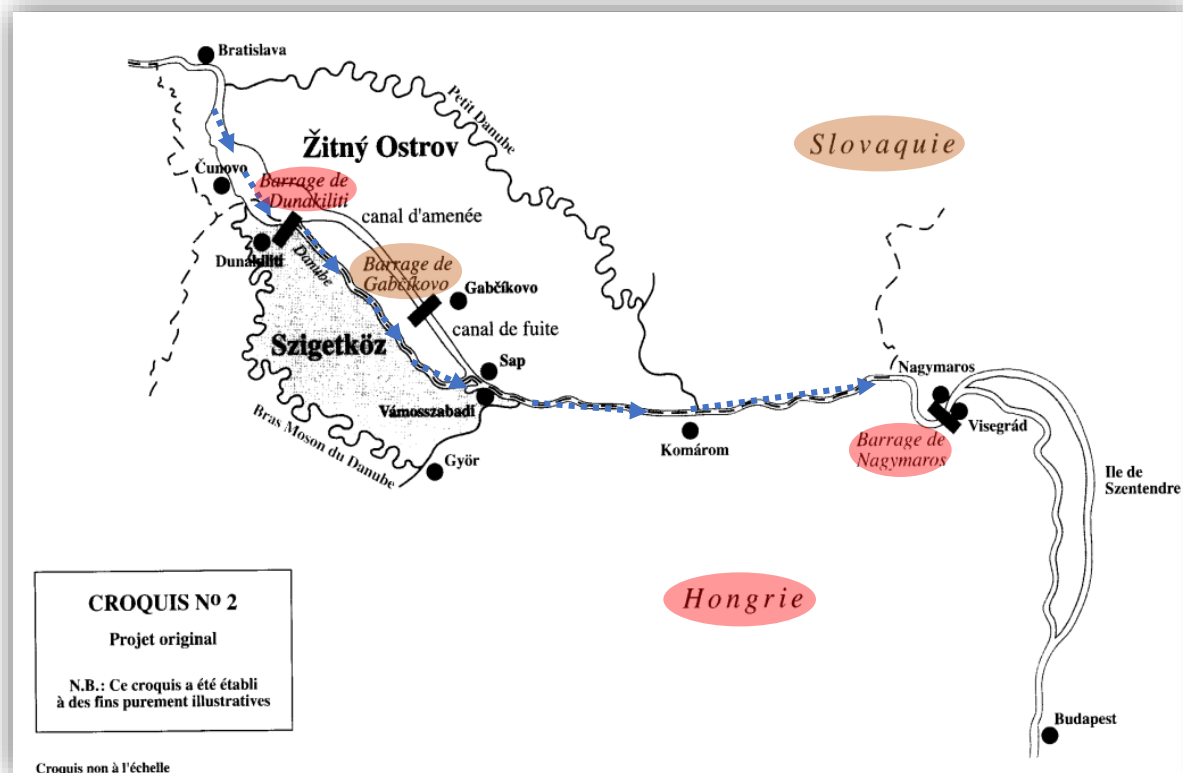 Bratislava
Petit Danube
Slovaquie
Žitný Ostrov
Čunovo
Barrage de
Dunakiliti
canal d'amenée
Dunakiliti
Danube
Barrage de
Gabčíkovo
Gabčíkovo
canal de fuite
Szigetköz
Sap
Nagymaros
Vámosszabadi
Visegrád
Bras Moson du Danube
Komárom
Barrage de
Nagymaros
Györ
Ile de
Szentendre
Hongrie
CROQUIS Nº 2
Projet original
N.B.: Ce croquis a été établi
à des fins purement illustratives
Budapest
Croquis non à l'échelle